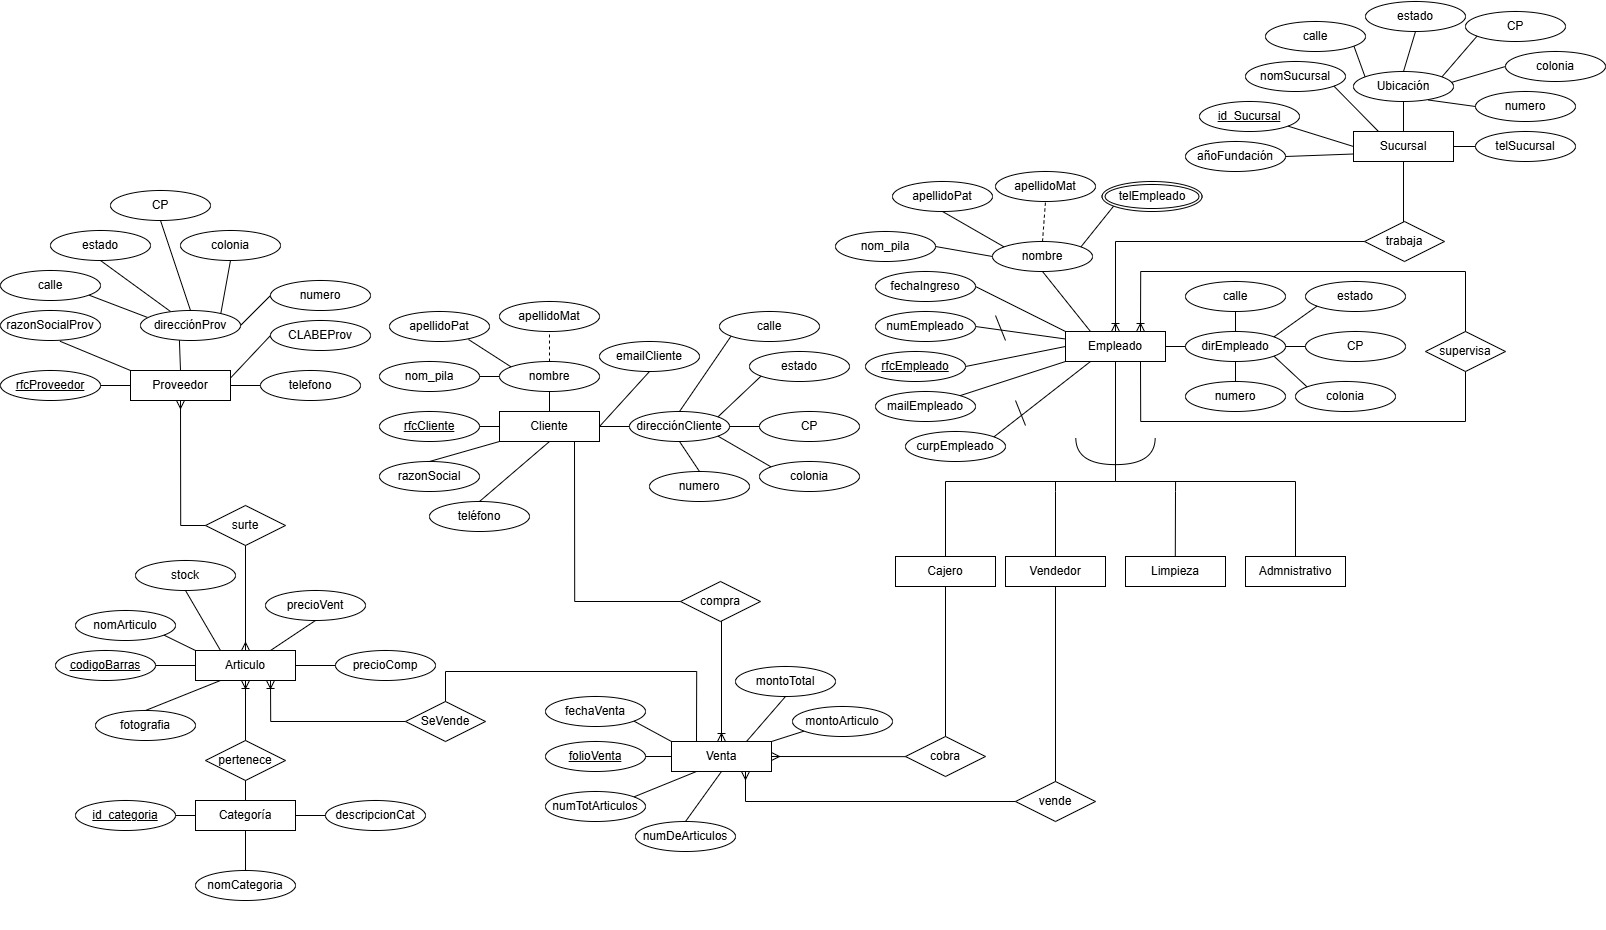 estado
calle
CP
colonia
nomSucursal
Ubicación
numero
id_Sucursal
añoFundación
Sucursal
telSucursal
apellidoPat
apellidoMat
telEmpleado
nom_pila
nombre
trabaja
fechaIngreso
numEmpleado
rfcEmpleado
mailEmpleado
curpEmpleado
Empleado
calle
estado
dirEmpleado
CP
numero
colonia
supervisa
CP
estado
colonia
calle
numero
razonSocialProv
direcciónProv
CLABEProv
rfcProveedor
Proveedor
telefono
apellidoPat
apellidoMat
nom_pila
nombre
emailCliente
calle
estado
rfcCliente
Cliente
direcciónCliente
CP
razonSocial
numero
colonia
teléfono
surte
stock
nomArticulo
precioVent
codigoBarras
Articulo
precioComp
fotografia
compra
Cajero
Vendedor
Limpieza
Admnistrativo
SeVende
montoTotal
fechaVenta
montoArticulo
folioVenta
Venta
cobra
numTotArticulos
numDeArticulos
vende
pertenece
id_categoria
Categoría
descripcionCat
nomCategoria